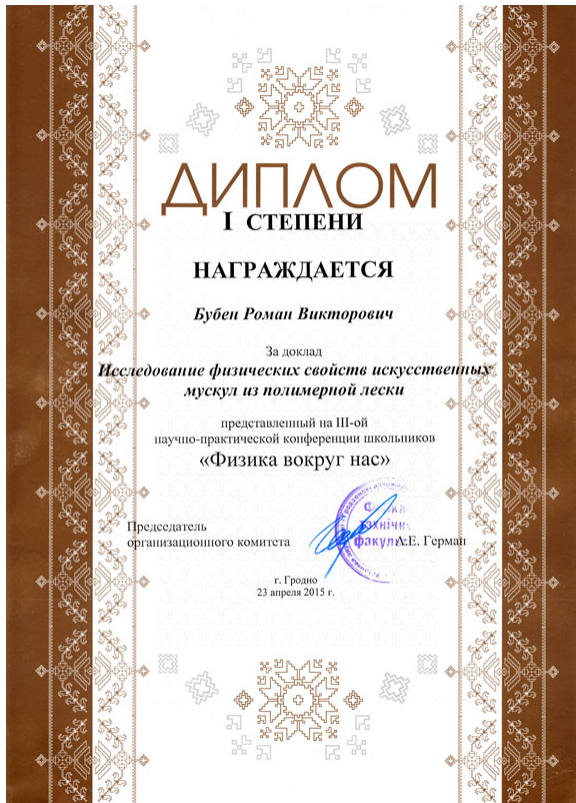 ДИПЛОМ
I СТЕПЕНИ
НАГРАЖДАЕТСЯ
Бубен Роман Викторович
За доклад
Исследование физических свойств искусственных
мускул из полимерной лески
представленный на III-ой
научно-практической конференции школьников
«Физика вокруг нас»
Председатель
организационного комитета
А.Е. Герман
г. Гродно
23 апреля 2015 г.